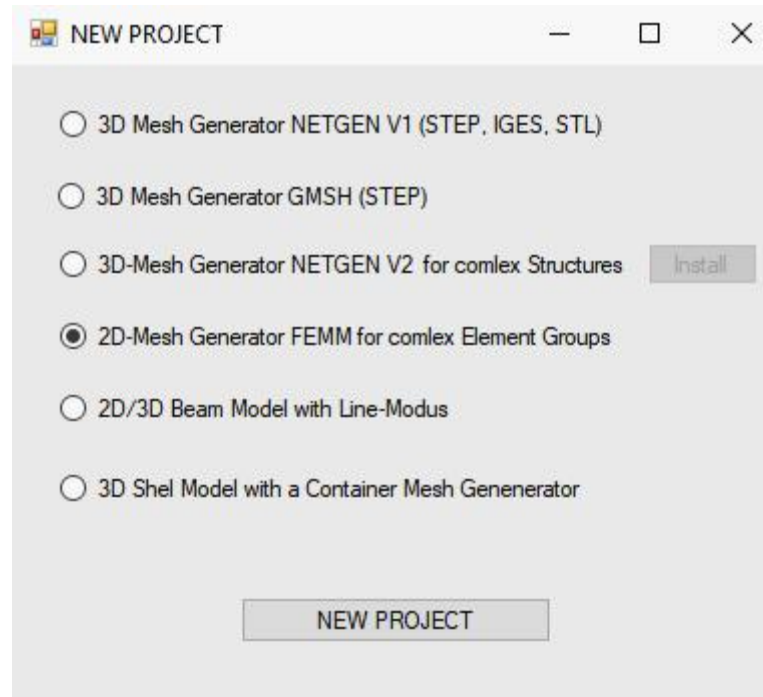 NEW PROJECT
3D Mesh Generator NETGEN V1 (STEP, IGES, STL)
3D Mesh Generator GMSH (STEP)
3D-Mesh Generator NETGEN V2 for comlex Structures
Install
2D-Mesh Generator FEMM for comlex Element Groups
2D/3D Beam Model with Line-Modus
3D Shel Model with a Container Mesh Genenerator
NEW PROJECT